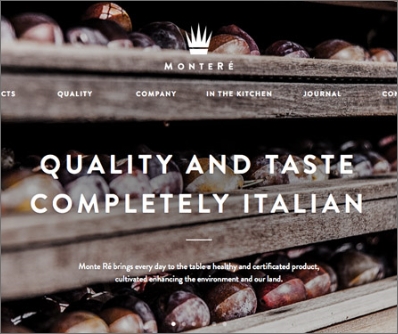 MONTERÉ
CTS QUALITY COMPANY IN THE KITCHEN JOURNAL CON
QUALITY AND TASTE
COMPLETELY ITALIAN
Monte Ré brings every day to the table a healthy and certificated product,
cultivated enhancing the environment and our land.